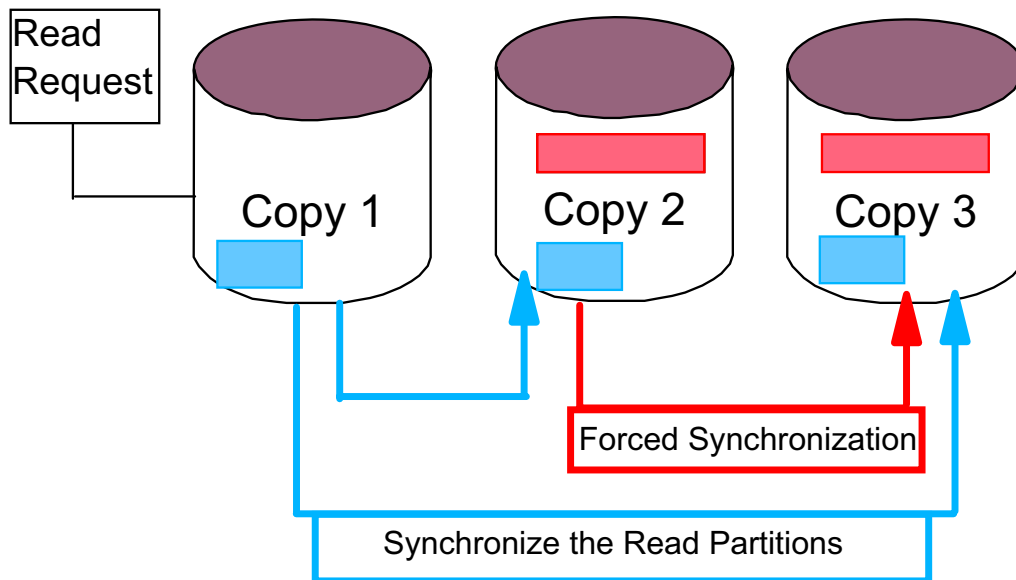 Read
Request
Copy 1
Copy 2
Copy 3
Forced Synchronization
Synchronize the Read Partitions